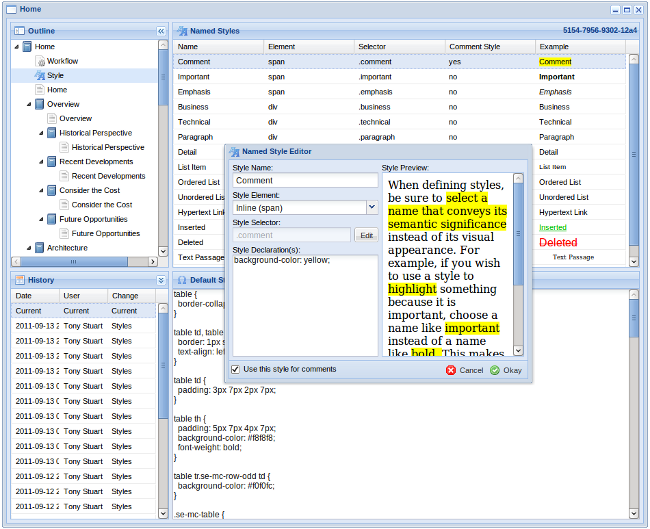 Home
Outline
Home
Workflow
Style
Home
Overview
Overview
Historical Perspective
Historical Perspective
Recent Developments
Recent Developments
Consider the Cost
Consider the Cost
Future Opportunities
Future Opportunities
Architecture
Named Styles 5154-7956-9302-12a4
Name Element Selector Comment Style Example
Comment span .comment yes Comment
Important span .important no Important
Emphasis span .emphasis no Emphasis
Business div .business no Business
Technical div .technical no Technical
Paragraph div .paragraph no Paragraph
Detail Detail
List Item List Item
Ordered List Ordered List
Unordered List Unordered List
Hypertext Link Hypertext Link
Inserted Inserted
Deleted Deleted
Text Passage Text Passage
Named Style Editor
Style Name:
Comment
Style Element:
Inline (span)
Style Selector:
.comment Edit
Style Declaration(s):
background-color: yellow;
Style Preview:
When defining styles,
be sure to select a
name that conveys its
semantic significance
instead of its visual
appearance. For
example, if you wish
to use a style to
highlight something
because it is
important, choose a
name like important
instead of a name
like bold. This makes
Use this style for comments Cancel Okay
History
Date User Change
Current Current Current
2011-09-13 2 Tony Stuart Styles
2011-09-13 2 Tony Stuart Styles
2011-09-13 2 Tony Stuart Styles
2011-09-13 2 Tony Stuart Styles
2011-09-13 0 Tony Stuart Styles
2011-09-13 0 Tony Stuart Styles
2011-09-13 0 Tony Stuart Styles
2011-09-13 0 Tony Stuart Styles
2011-09-13 0 Tony Stuart Styles
2011-09-13 0 Tony Stuart Styles
2011-09-12 2 Tony Stuart Styles
2011-09-12 2 Tony Stuart Styles
2011-09-12 2 Tony Stuart Styles
Default
table {
border-collap
}
table td, table
border: 1px s
text-align: lef
}
table td {
padding: 3px 7px 2px 7px;
}
table th {
padding: 5px 7px 4px 7px;
background-color: #f8f8f8;
font-weight: bold;
}
table tr.se-mc-row-odd td {
background-color: #f0f0fc;
}
.se-mc-table {